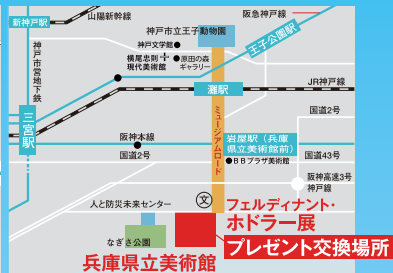 山陽新幹線
阪急神戸線
新神戸駅
神戸市立王子動物園
神戸文学館
王子公園駅
横尾忠則
現代美術館
原田の森
ギャラリー
神戸市営地下鉄
JR神戸線
灘駅
国道2号
三宮駅
ミュージアムロード
阪神本線
岩屋駅（兵庫
県立美術館前）
国道2号
国道43号
BBプラザ美術館
阪神高速3号
神戸線
人と防災未来センター
文
フェルディナント・
ホドラー展
なぎさ公園
プレゼント交換場所
兵庫県立美術館